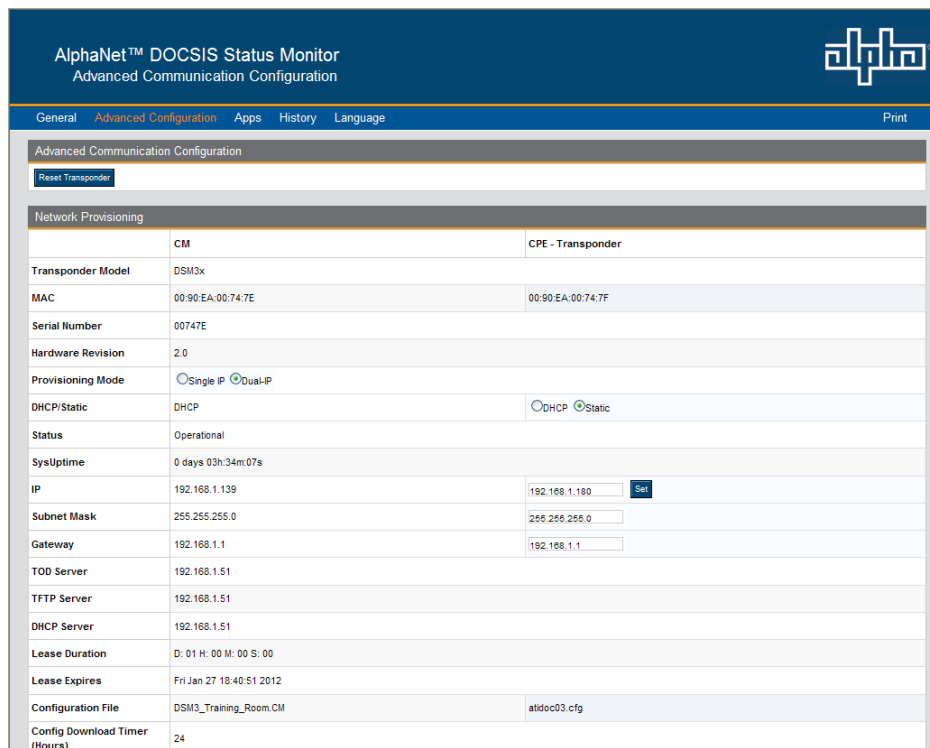 AlphaNet™ DOCSIS Status Monitor
Advanced Communication Configuration
alpha®
General Advanced Configuration Apps History Language Print
Advanced Communication Configuration
Reset Transponder
Network Provisioning
CM CPE - Transponder
Transponder Model DSM3x
MAC 00:90:EA:00:74:7E 00:90:EA:00:74:7F
Serial Number 00747E
Hardware Revision 2.0
Provisioning Mode Single IP Dual-IP
DHCP/Static DHCP DHCP Static
Status Operational
SysUptime 0 days 03h:34m:07s
IP 192.168.1.139 192.168.1.180 Set
Subnet Mask 255.255.255.0 255.255.255.0
Gateway 192.168.1.1 192.168.1.1
TOD Server 192.168.1.51
TFTP Server 192.168.1.51
DHCP Server 192.168.1.51
Lease Duration D: 01 H: 00 M: 00 S: 00
Lease Expires Fri Jan 27 18:40:51 2012
Configuration File DSM3_Training_Room.CM atidoc03.cfg
Config Download Timer
(Hours) 24